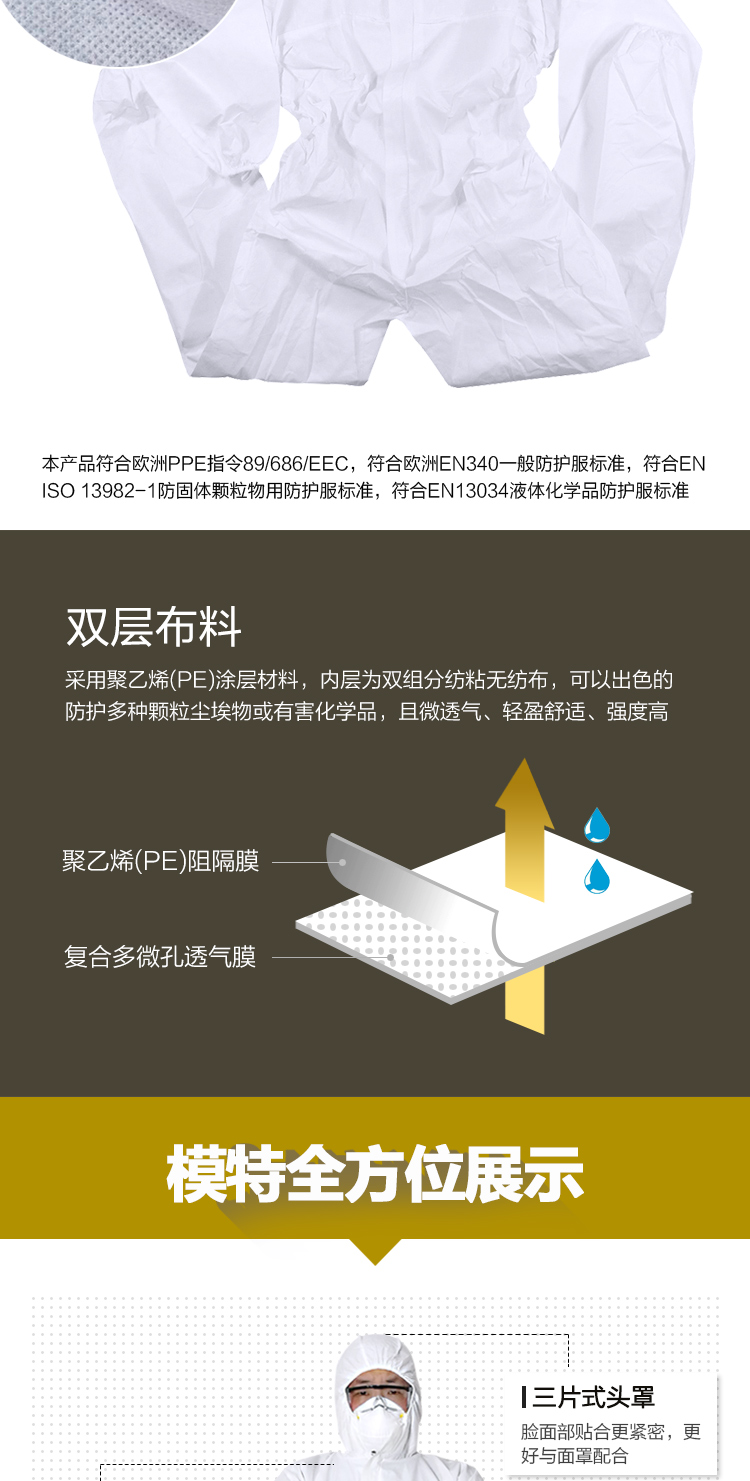 本产品符合欧洲PPE指令89/686/EEC，符合欧洲EN340一般防护服标准，符合EN
ISO 13982-1防固体颗粒物用防护服标准，符合EN13034液体化学品防护服标准
双层布料
采用聚乙烯(PE)涂层材料，内层为双组分纺粘无纺布，可以出色的
防护多种颗粒尘埃物或有害化学品，且微透气、轻盈舒适、强度高
聚乙烯(PE)阻隔膜
复合多微孔透气膜
模特全方位展示
三片式头罩
脸面部贴合更紧密，更
好与面罩配合